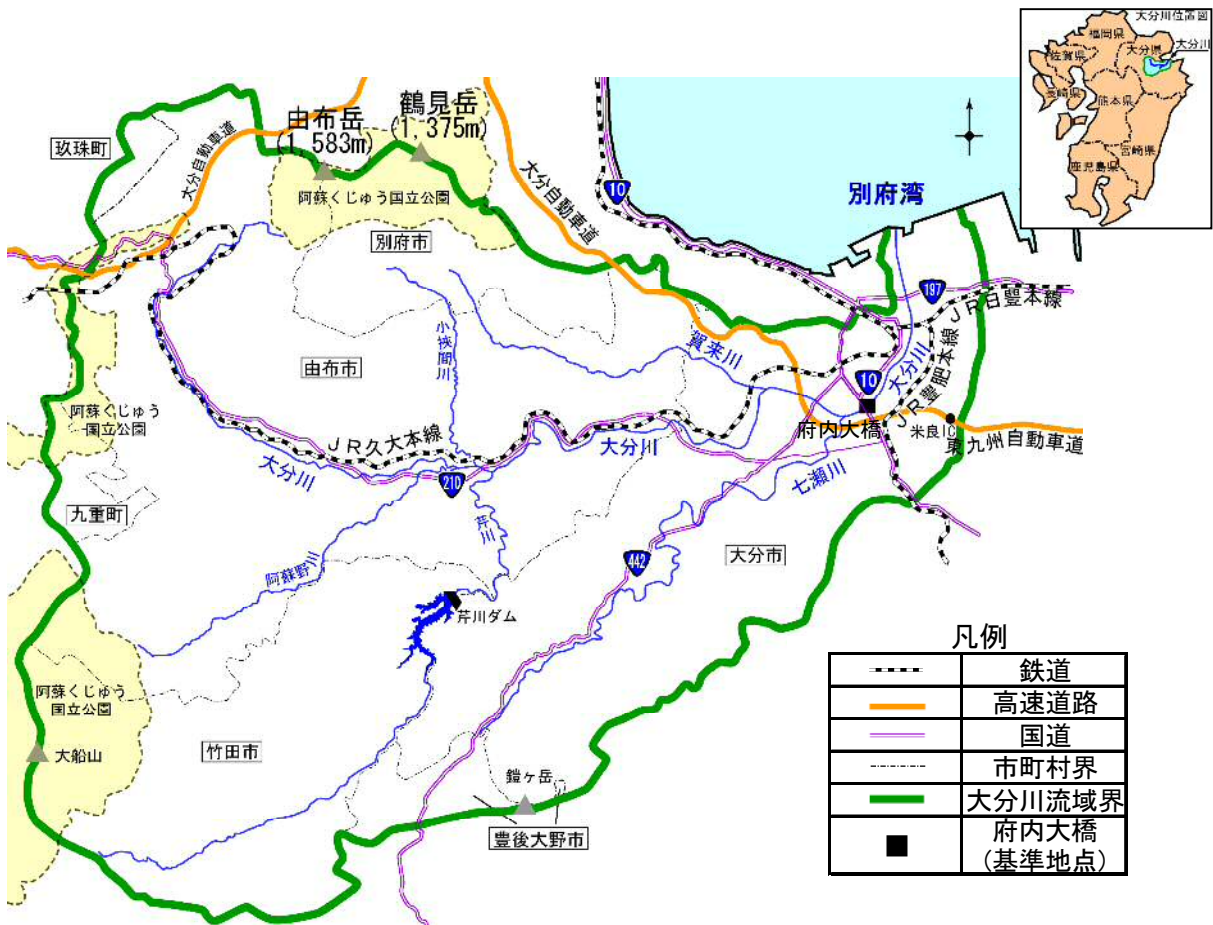 大分川位置図
福岡県
大分県
大分川
佐賀県
長崎県
熊本県
宮崎県
鹿児島県
鶴見岳
(1,375m)
由布岳
(1,583m)
玖珠町
大分自動車道
阿蘇くじゅう国立公園
大分自動車道
10
別府湾
別府市
197
JR日豊本線
小挾間川
賀来川
由布市
大分川
10
JR豊肥本線
阿蘇くじゅう
国立公園
JR久大本線
大分川
大分川
府内大橋
米良IC
東九州自動車道
210
七瀬川
九重町
芹川
442
大分市
阿蘇野川
芹川ダム
阿蘇くじゅう
国立公園
大船山
竹田市
鎧ヶ岳
豊後大野市
凡例
鉄道
高速道路
国道
市町村界
大分川流域界
府内大橋
(基準地点)